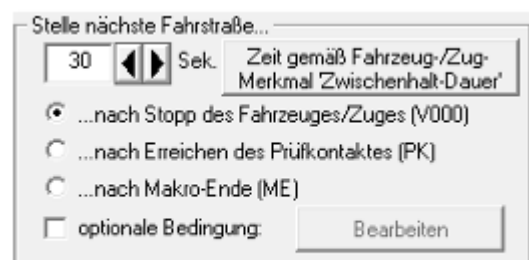 Stelle nächste Fahrstraße...
30 Sek. Zeit gemäß Fahrzeug-/Zug-
Merkmal 'Zwischenhalt-Dauer'
...nach Stopp des Fahrzeuges/Zuges (V000)
...nach Erreichen des Prüfkontaktes (PK)
...nach Makro-Ende (ME)
optionale Bedingung: Bearbeiten